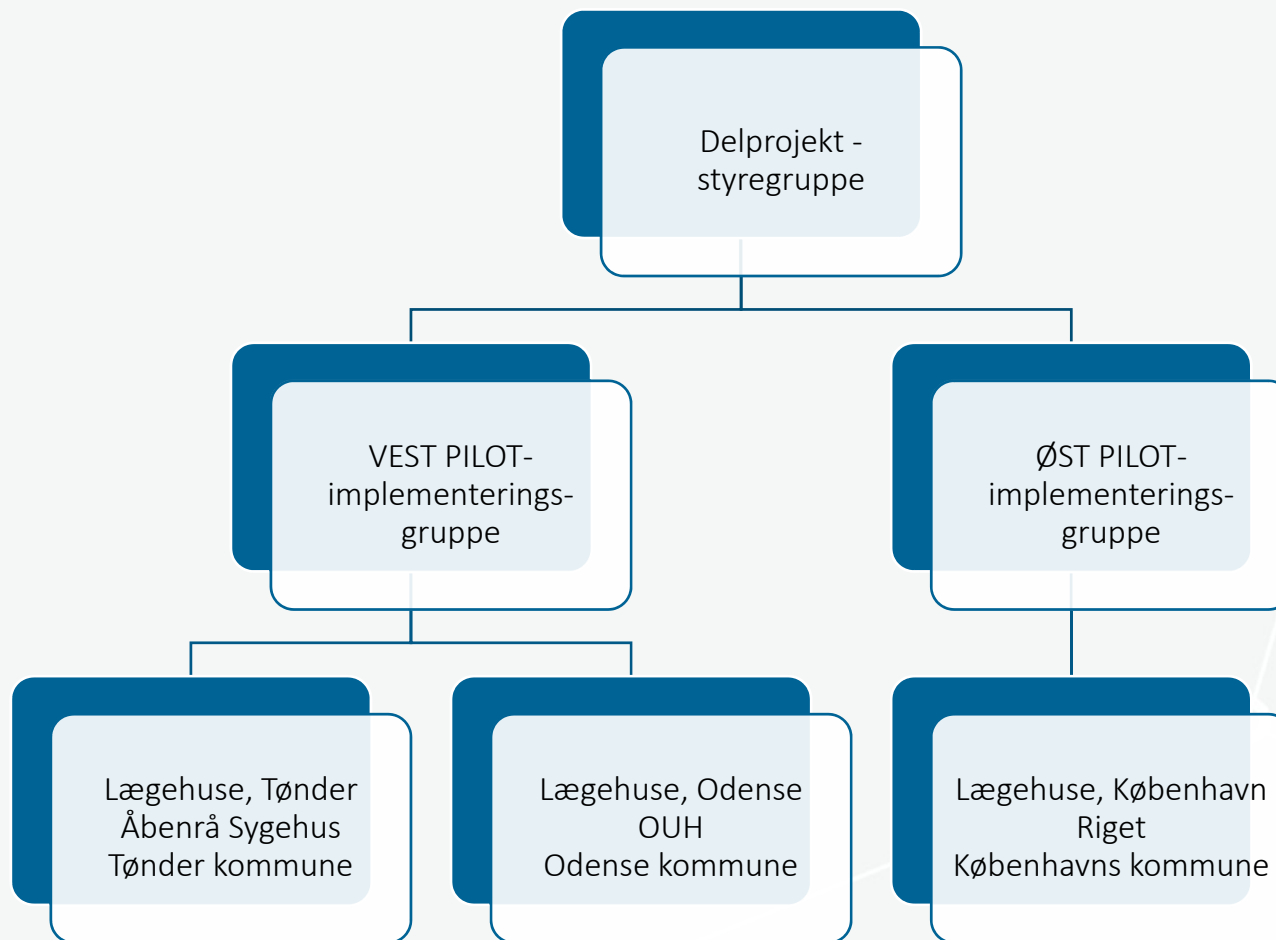 Delprojekt -
styregruppe
VEST PILOT-
implementerings-
gruppe
ØST PILOT-
implementerings-
gruppe
Lægehuse, Tønder
Åbenrå Sygehus
Tønder kommune
Lægehuse, Odense
OUH
Odense kommune
Lægehuse, København
Riget
Københavns kommune